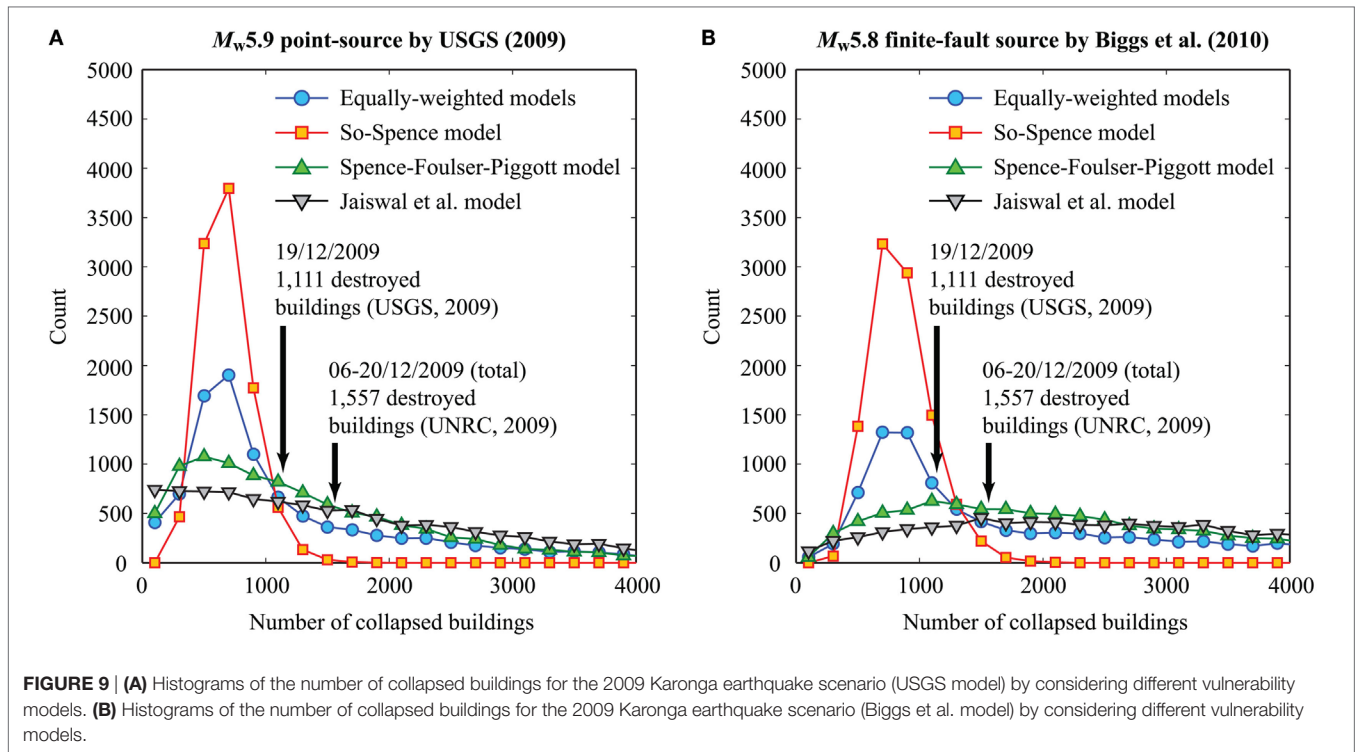 A
M_w5.9 point-source by USGS (2009)
5000
4500
4000
3500
3000
2500
2000
1500
1000
500
0
Count
Equally-weighted models
So-Spence model
Spence-Foulser-Piggott model
Jaiswal et al. model
19/12/2009
1,111 destroyed
buildings (USGS, 2009)
06-20/12/2009 (total)
1,557 destroyed
buildings (UNRC, 2009)
0 1000 2000 3000 4000
Number of collapsed buildings
B
M_w5.8 finite-fault source by Biggs et al. (2010)
5000
4500
4000
3500
3000
2500
2000
1500
1000
500
0
Count
Equally-weighted models
So-Spence model
Spence-Foulser-Piggott model
Jaiswal et al. model
19/12/2009
1,111 destroyed
buildings (USGS, 2009)
06-20/12/2009 (total)
1,557 destroyed
buildings (UNRC, 2009)
0 1000 2000 3000 4000
Number of collapsed buildings
FIGURE 9 | (A) Histograms of the number of collapsed buildings for the 2009 Karonga earthquake scenario (USGS model) by considering different vulnerability
models. (B) Histograms of the number of collapsed buildings for the 2009 Karonga earthquake scenario (Biggs et al. model) by considering different vulnerability
models.